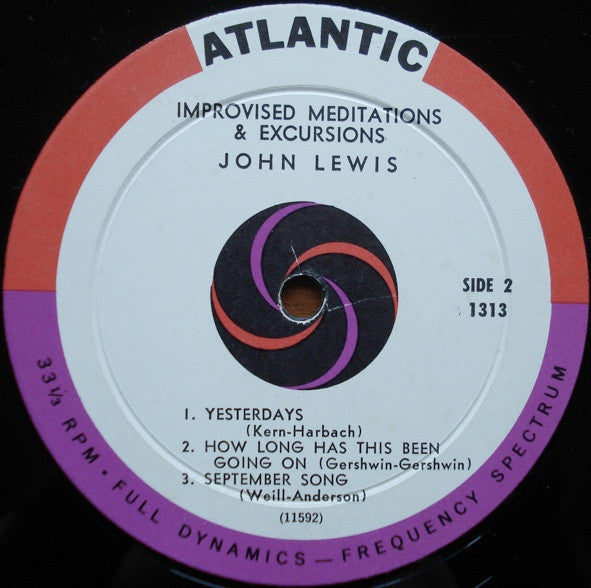 ATLANTIC
IMPROVISED MEDITATIONS
& EXCURSIONS
JOHN LEWIS
SIDE 2
1313
1. YESTERDAYS
(Kern-Harbach)
2. HOW LONG HAS THIS BEEN
GOING ON (Gershwin-Gershwin)
3. SEPTEMBER SONG
(Weill-Anderson)
(11592)
33⅓ RPM • FULL DYNAMICS — FREQUENCY SPECTRUM